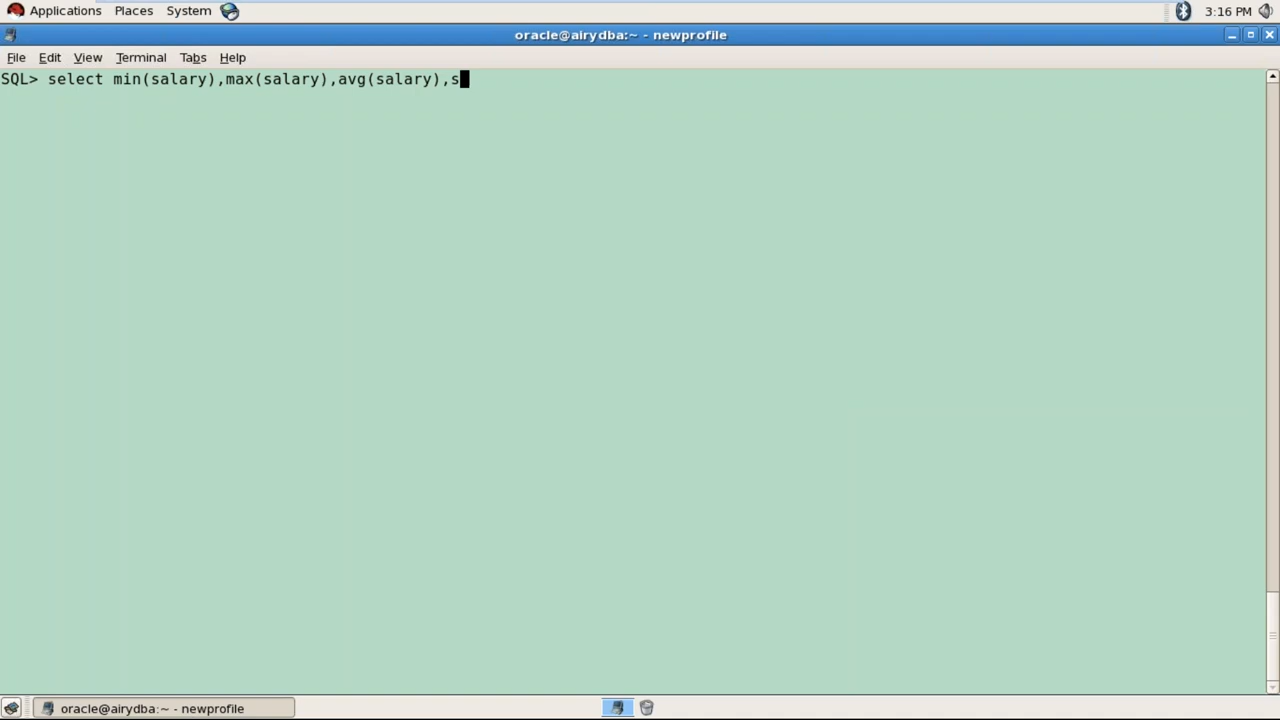 Applications Places System 3:16 PM
oracle@airydba:~ - newprofile
File Edit View Terminal Tabs Help
SQL> select min(salary),max(salary),avg(salary),s
oracle@airydba:~ - newprofile